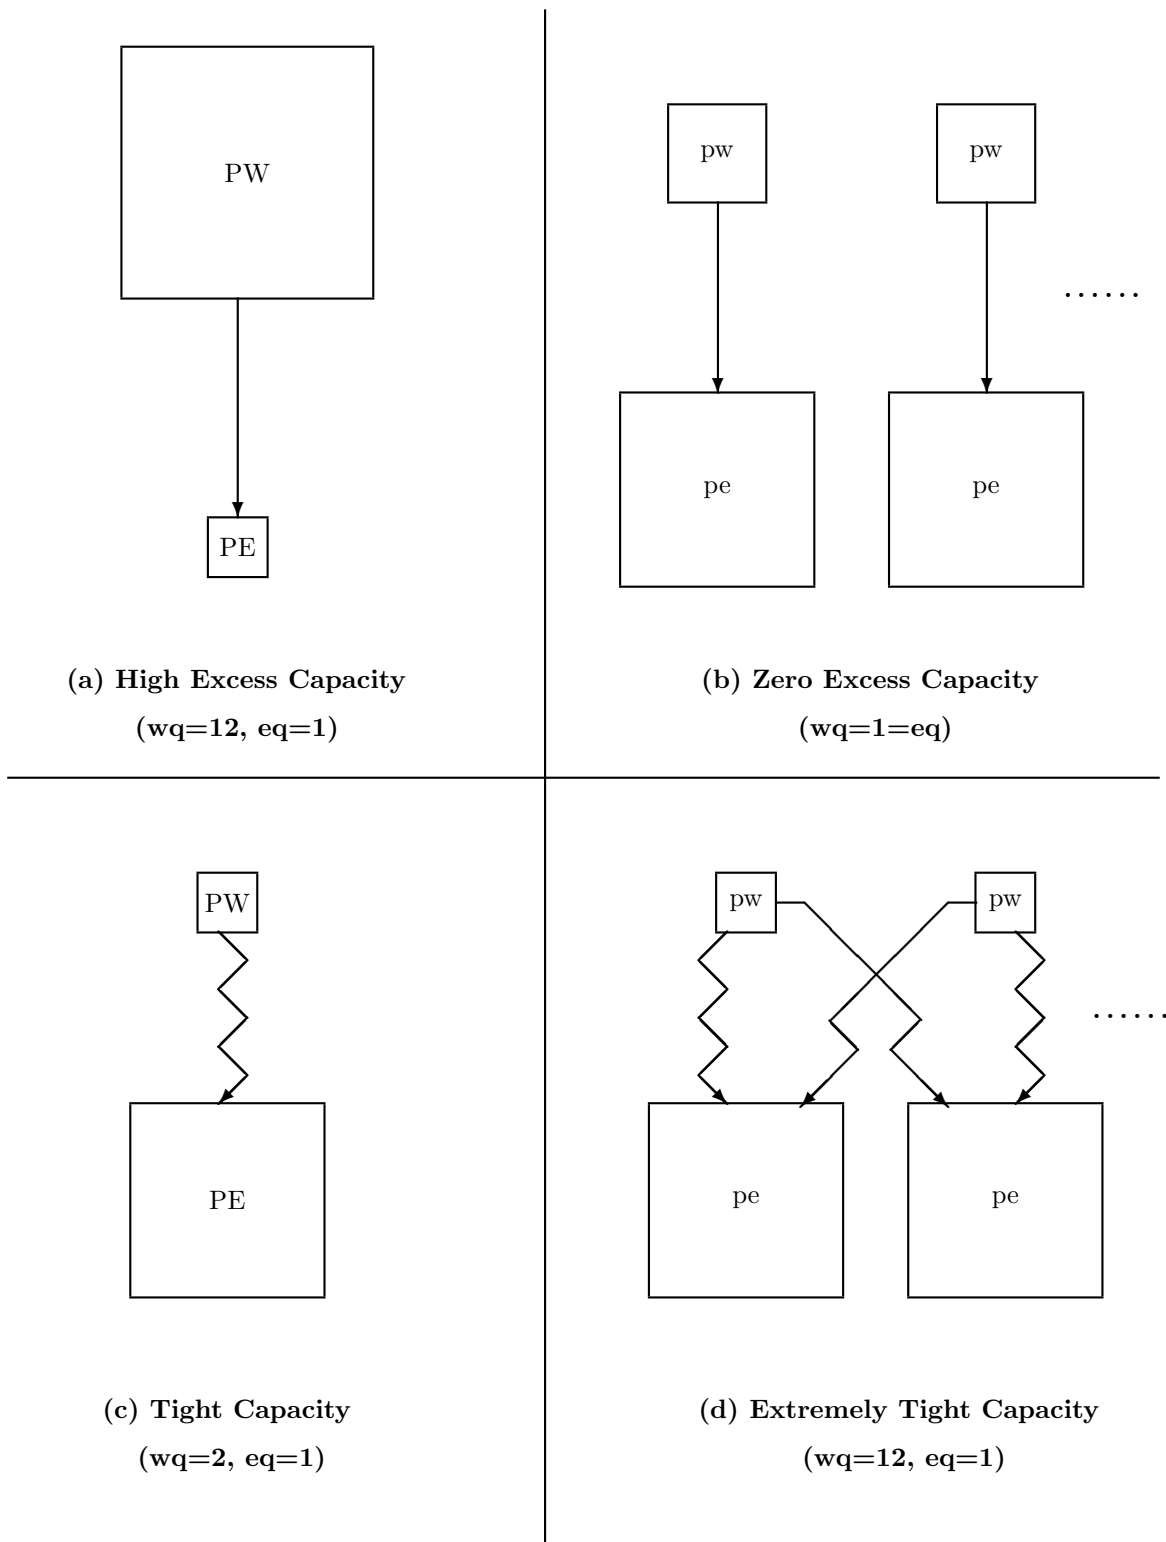 PW
PE
(a) High Excess Capacity
(wq=12, eq=1)
pw pw
......
pe pe
(b) Zero Excess Capacity
(wq=1=eq)
PW
PE
(c) Tight Capacity
(wq=2, eq=1)
pw pw
......
pe pe
(d) Extremely Tight Capacity
(wq=12, eq=1)